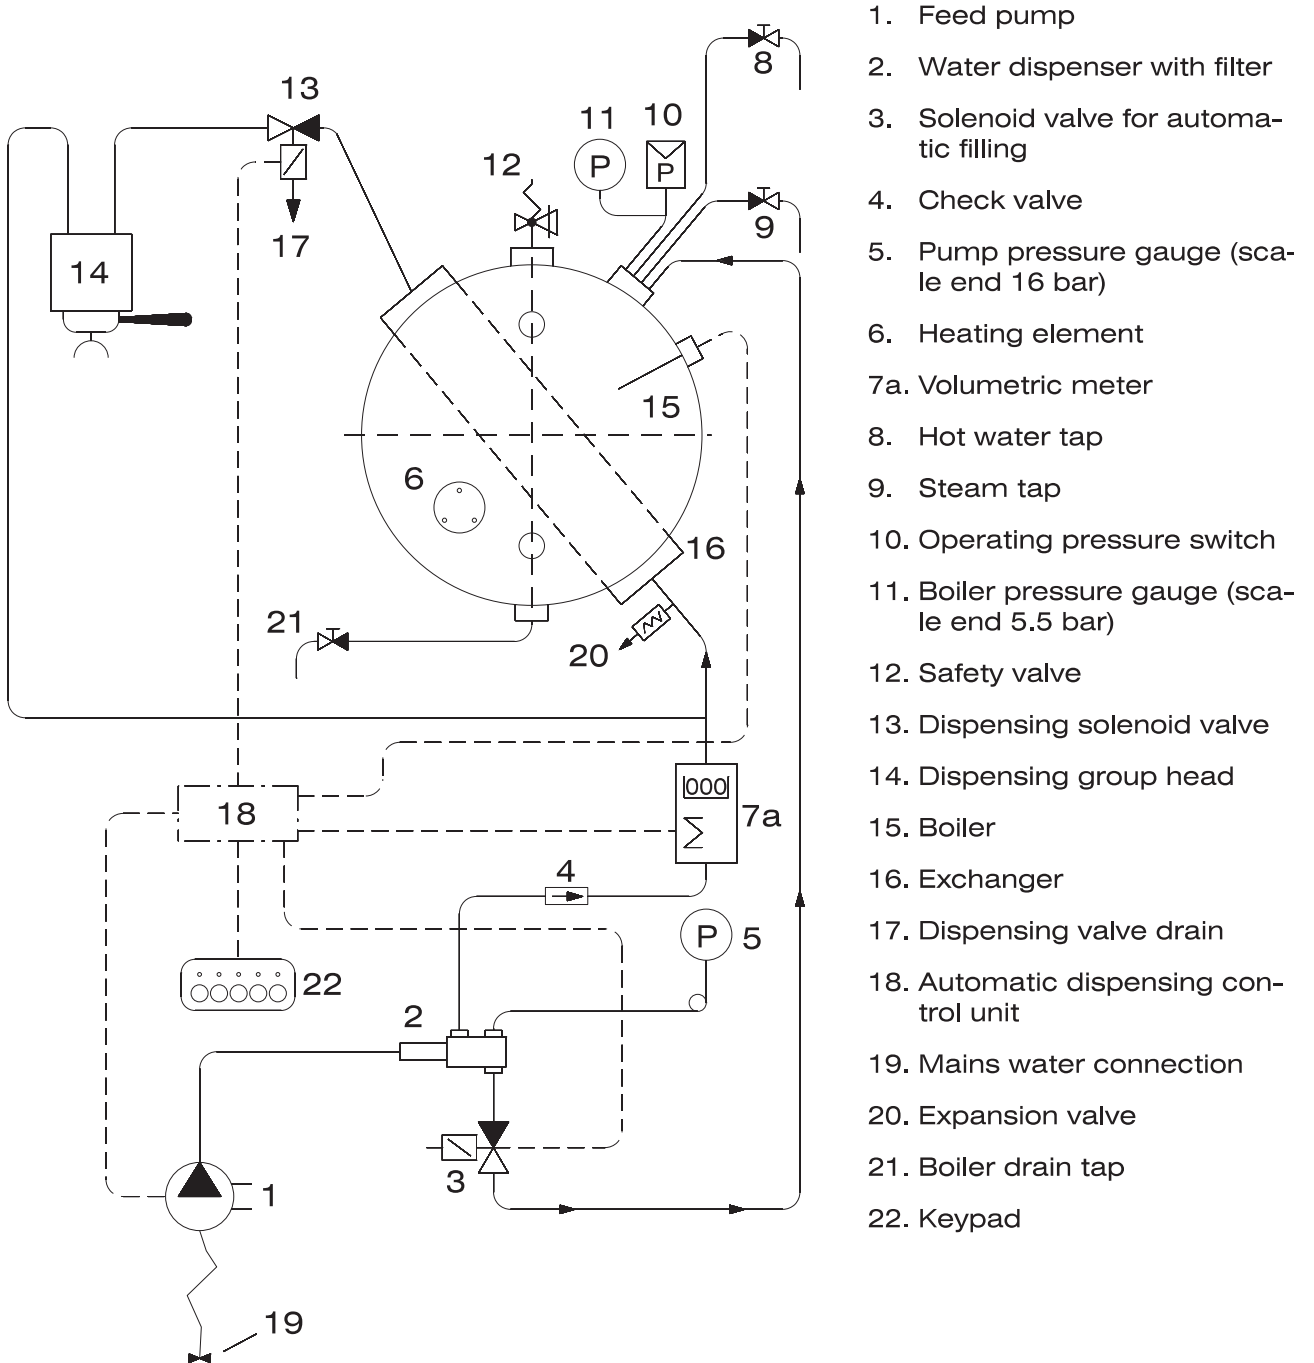 13
8
11
10
P
P
12
9
17
14
15
6
16
21
20
000
7a
18
4
P
5
22
2
3
1
19
1. Feed pump
2. Water dispenser with filter
3. Solenoid valve for automa-
tic filling
4. Check valve
5. Pump pressure gauge (sca-
le end 16 bar)
6. Heating element
7a. Volumetric meter
8. Hot water tap
9. Steam tap
10. Operating pressure switch
11. Boiler pressure gauge (sca-
le end 5.5 bar)
12. Safety valve
13. Dispensing solenoid valve
14. Dispensing group head
15. Boiler
16. Exchanger
17. Dispensing valve drain
18. Automatic dispensing con-
trol unit
19. Mains water connection
20. Expansion valve
21. Boiler drain tap
22. Keypad